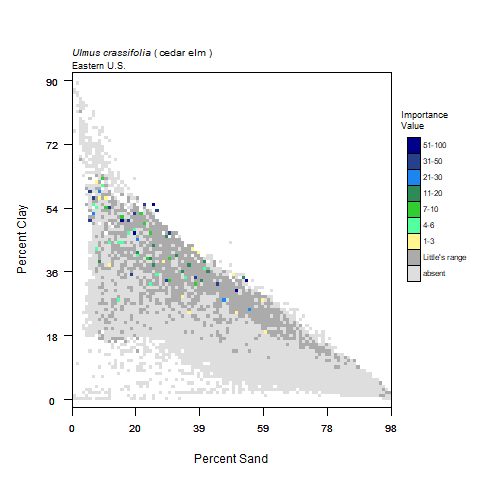 Ulmus crassifolia ( cedar elm )
Eastern U.S.
Importance
Value
51-100
31-50
21-30
11-20
7-10
4-6
1-3
Little's range
absent
Percent Clay
90
72
54
36
18
0
0
20
39
59
78
98
Percent Sand